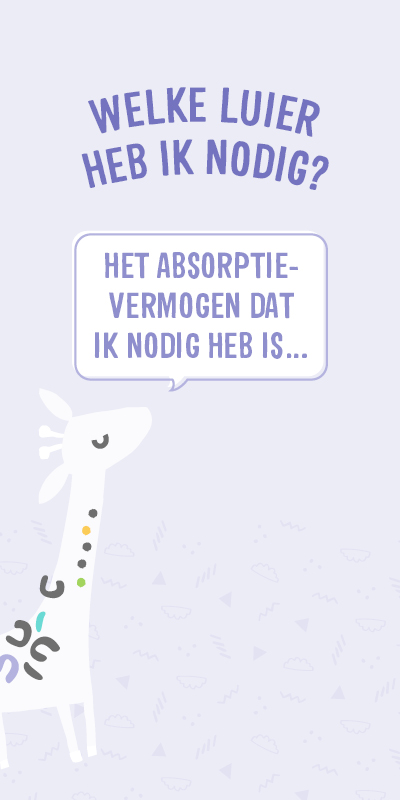 WELKE LUIER
HEB IK NODIG?
HET ABSORPTIE-
VERMOGEN DAT
IK NODIG HEB IS...